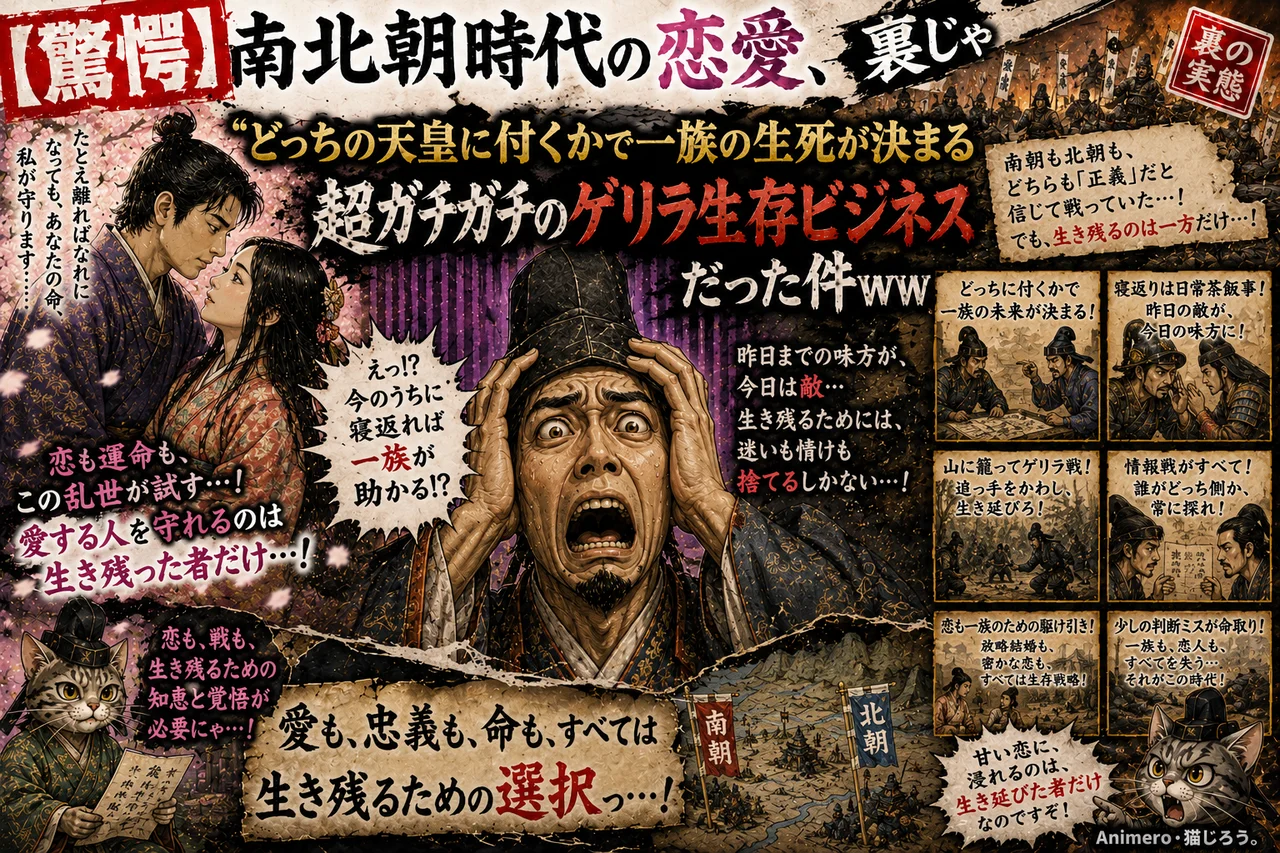 【驚愕】南北朝時代の恋愛、裏じゃ
裏の
実態
“どっちの天皇に付くかで一族の生死が決まる
超ガチガチのゲリラ生存ビジネス
だった件ww
たとえ離ればなれに
なっても、あなたの命、
私が守ります……
南朝も北朝も、
どちらも「正義」だと
信じて戦っていた…!
でも、生き残るのは一方だけ…!
えっ!?
今のうちに
寝返れば
一族が
助かる!?
昨日までの味方が、
今日は敵…
生き残るためには、
迷いも情けも
捨てるしかない…!
どっちに付くかで
一族の未来が決まる!
寝返りは日常茶飯事!
昨日の敵が、
今日の味方に!
山に籠ってゲリラ戦!
追っ手をかわし、
生き延びろ!
情報戦がすべて!
誰がどっち側か、
常に探れ!
恋も一族のための駆け引き!
放略結婚も、
密かな恋も、
すべては生存戦略!
少しの判断ミスが命取り!
一族も、恋人も、
すべてを失う…
それがこの時代!
恋も運命も、
この乱世が試す…!
愛する人を守れるのは
生き残った者だけ…!
恋も、戦も、
生き残るための
知恵と覚悟が
必要にゃ…!
愛も、忠義も、命も、すべては
生き残るための選択っ…!
南朝
北朝
甘い恋に、
浸れるのは、
生き延びた者だけ
なのですぞ!
Animero・猫じろう。